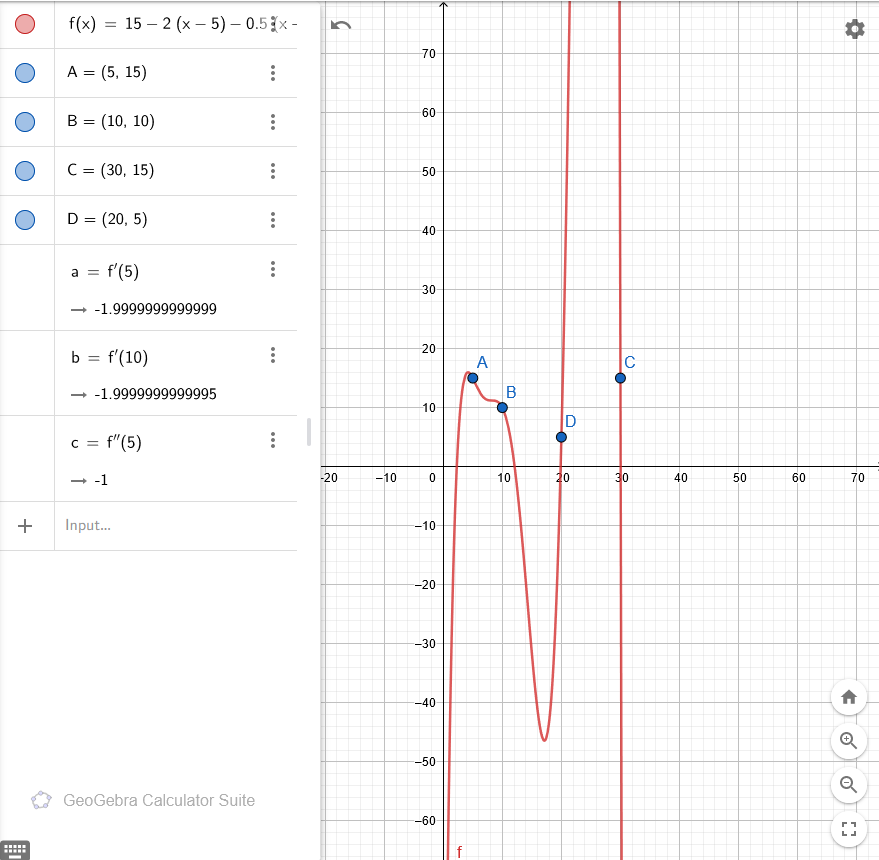 f(x) = 15 − 2 (x − 5) − 0.5 (x −
A = (5, 15)
B = (10, 10)
C = (30, 15)
D = (20, 5)
a = f′(5)
→ -1.9999999999999
b = f′(10)
→ -1.9999999999995
c = f″(5)
→ -1
+ Input...
GeoGebra Calculator Suite
70
60
50
40
30
20
10
-20 -10 0 10 20 30 40 50 60 70
−10
−20
−30
−40
−50
−60
A
B
C
D
f